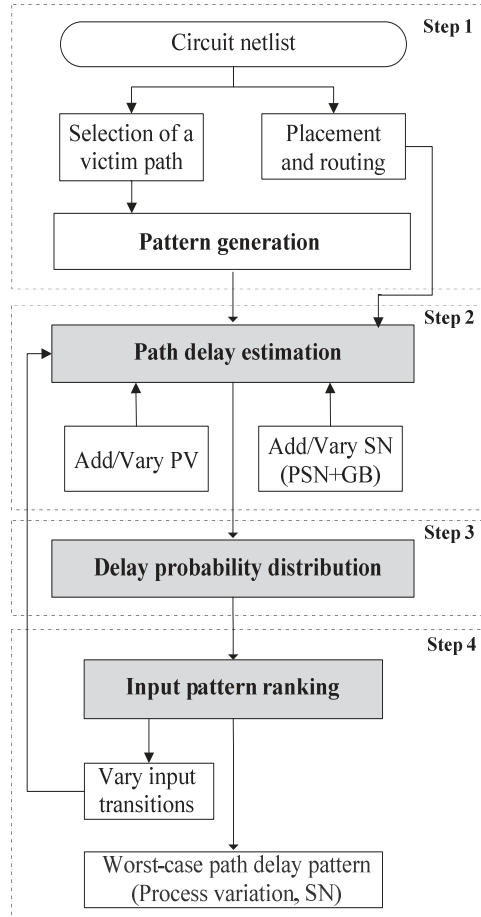 Step 1
Circuit netlist
Selection of a
victim path
Placement
and routing
Pattern generation
Step 2
Path delay estimation
Add/Vary PV
Add/Vary SN
(PSN+GB)
Step 3
Delay probability distribution
Step 4
Input pattern ranking
Vary input
transitions
Worst-case path delay pattern
(Process variation, SN)